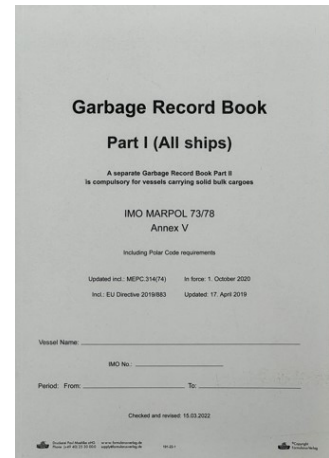 Garbage Record Book
Part I (All ships)
A separate Garbage Record Book Part II
is compulsory for vessels carrying solid bulk cargoes
IMO MARPOL 73/78
Annex V
Including Polar Code requirements
Updated incl.: MEPC.314(74) In force: 1. October 2020
Incl.: EU Directive 2019/883 Updated: 17. April 2019
Vessel Name:
IMO No.:
Period: From: To:
Checked and revised: 15.03.2022